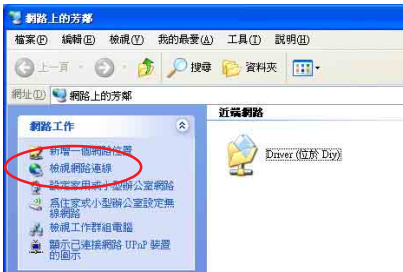 網路上的芳鄰
檔案(F) 編輯(E) 檢視(V) 我的最愛(A) 工具(T) 說明(H)
上一頁 搜尋 資料夾
網址(D) 網路上的芳鄰
網路工作
新增一個網路位置
檢視網路連線
設定家用或小型辦公室網路
為住家或小型辦公室設定無
線網路
檢視工作群組電腦
顯示已連接網路 UPnP 裝置
的圖示
近端網路
Driver (位於 Diy)